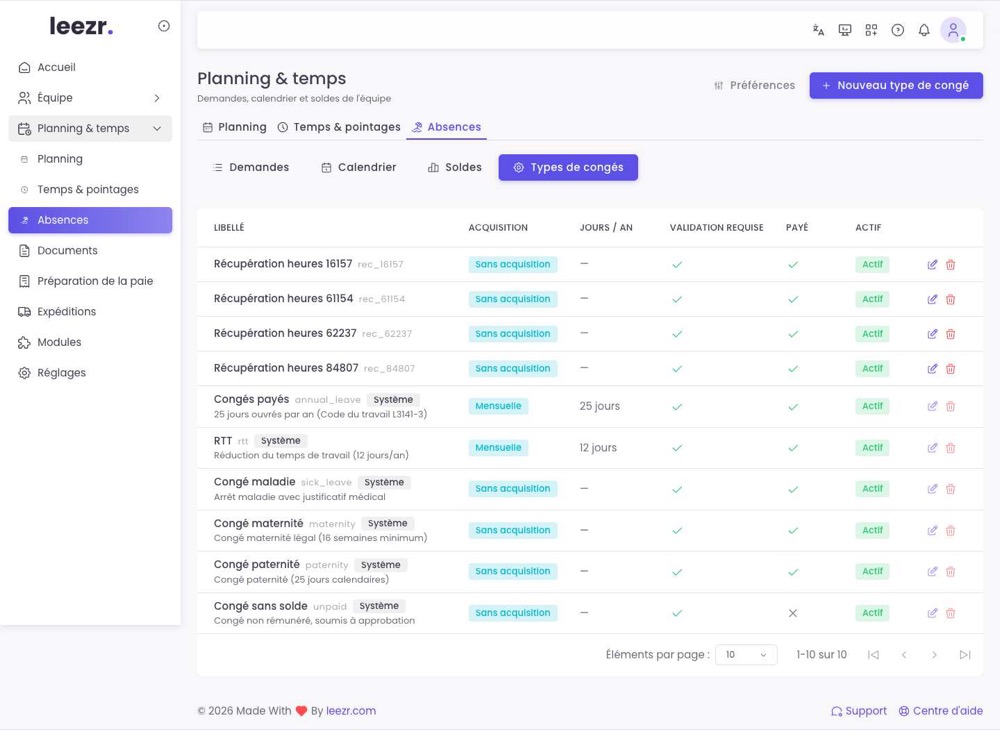 leezr.
Accueil
Équipe
Planning & temps
Planning
Temps & pointages
Absences
Documents
Préparation de la paie
Expéditions
Modules
Réglages
Planning & temps
Demandes, calendrier et soldes de l'équipe
Préférences
+ Nouveau type de congé
Planning Temps & pointages Absences
Demandes Calendrier Soldes Types de congés
LIBELLÉ ACQUISITION JOURS / AN VALIDATION REQUISE PAYÉ ACTIF
Récupération heures 16157 rec_16157 Sans acquisition — Actif
Récupération heures 61154 rec_61154 Sans acquisition — Actif
Récupération heures 62237 rec_62237 Sans acquisition — Actif
Récupération heures 84807 rec_84807 Sans acquisition — Actif
Congés payés annual_leave Système Mensuelle 25 jours Actif
25 jours ouvrés par an (Code du travail L3141-3)
RTT rtt Système Mensuelle 12 jours Actif
Réduction du temps de travail (12 jours/an)
Congé maladie sick_leave Système Sans acquisition — Actif
Arrêt maladie avec justificatif médical
Congé maternité maternity Système Sans acquisition — Actif
Congé maternité légal (16 semaines minimum)
Congé paternité paternity Système Sans acquisition — Actif
Congé paternité (25 jours calendaires)
Congé sans solde unpaid Système Sans acquisition — Actif
Congé non rémunéré, soumis à approbation
Éléments par page : 10 1-10 sur 10
© 2026 Made With ❤ By leezr.com
Support Centre d'aide